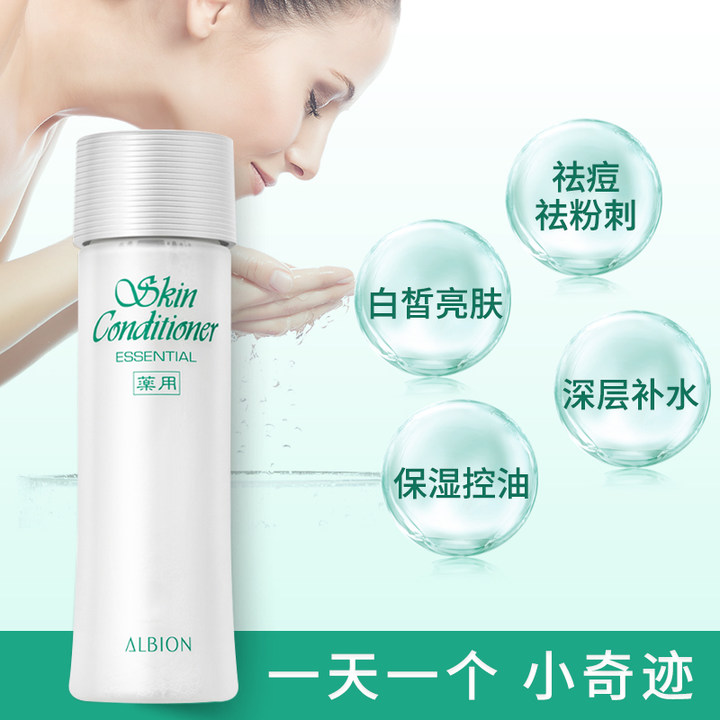 Skin
Conditioner
ESSENTIAL
薬用
ALBION
祛痘
祛粉刺
白皙亮肤
深层补水
保湿控油
一天一个 小奇迹